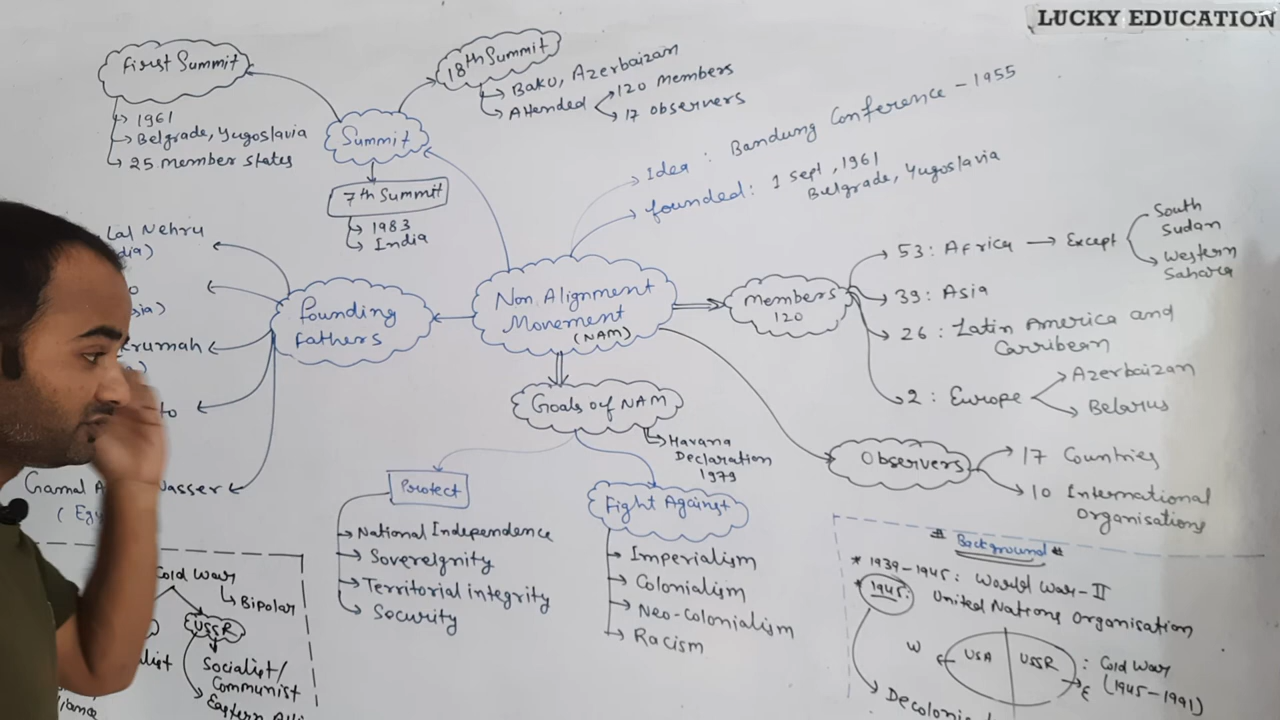 LUCKY EDUCATION
First Summit
1961
Belgrade, Yugoslavia
25 member states
Summit
18th Summit
Baku, Azerbaizan
Attended
120 Members
17 observers
7th Summit
1983
India
Idea : Bandung Conference - 1955
founded: 1 Sept, 1961
Belgrade, Yugoslavia
Non Alignment
Movement
(NAM)
Founding
Fathers
Lal Nehru
Gamal A
Nasser
members
120
53 : Africa
Except
South
Sudan
Western
Sahara
39: Asia
26 : Latin America and
Carribean
2 : Europe
Azerbaizan
Belarus
Observers
17 Countries
10 International
Organisations
Goals of NAM
Havana
Declaration
1979
Protect
National Independence
Sovereignity
Territorial integrity
Security
Fight Against
Imperialism
Colonialism
Neo-Colonialism
Racism
Cold War
Bipolar
USSR
Socialist/
Communist
Eastern
# Background #
* 1939-1945: World War-II
* 1945: United Nations Organisation
W
USA
USSR
E
: Cold War
(1945-1991)